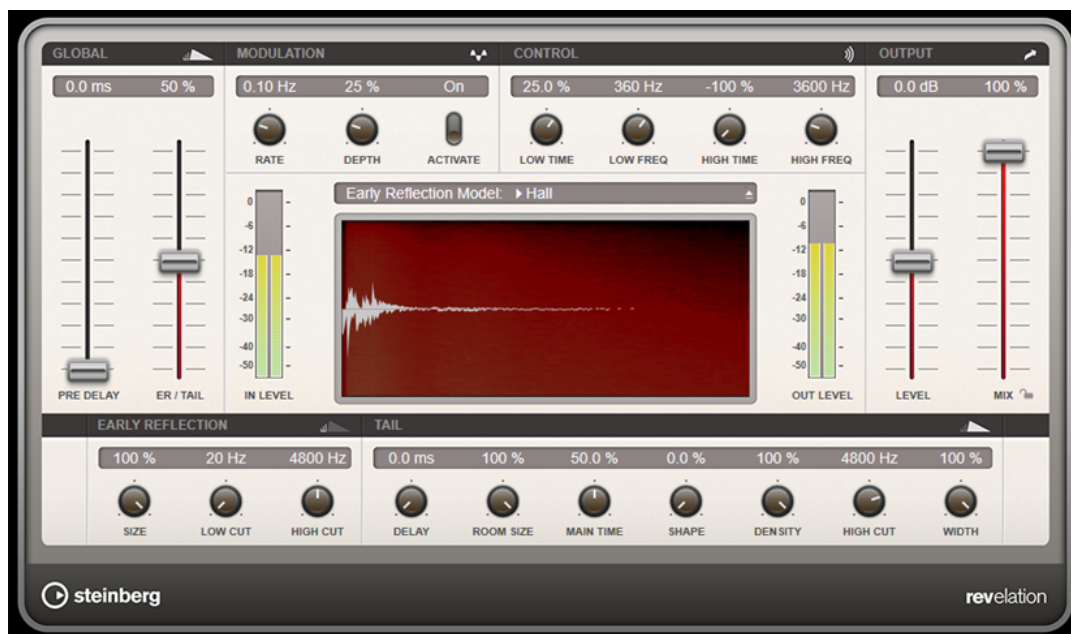 GLOBAL MODULATION CONTROL OUTPUT
0.0 ms 50 % 0.10 Hz 25 % On 25.0 % 360 Hz -100 % 3600 Hz 0.0 dB 100 %
RATE DEPTH ACTIVATE LOW TIME LOW FREQ HIGH TIME HIGH FREQ
Early Reflection Model: Hall
0 0
-6 -6
-12 -12
-18 -18
-24 -24
-30 -30
-40 -40
-50 -50
PRE DELAY ER / TAIL IN LEVEL OUT LEVEL LEVEL MIX
EARLY REFLECTION TAIL
100 % 20 Hz 4800 Hz 0.0 ms 100 % 50.0 % 0.0 % 100 % 4800 Hz 100 %
SIZE LOW CUT HIGH CUT DELAY ROOM SIZE MAIN TIME SHAPE DENSITY HIGH CUT WIDTH
steinberg revelation